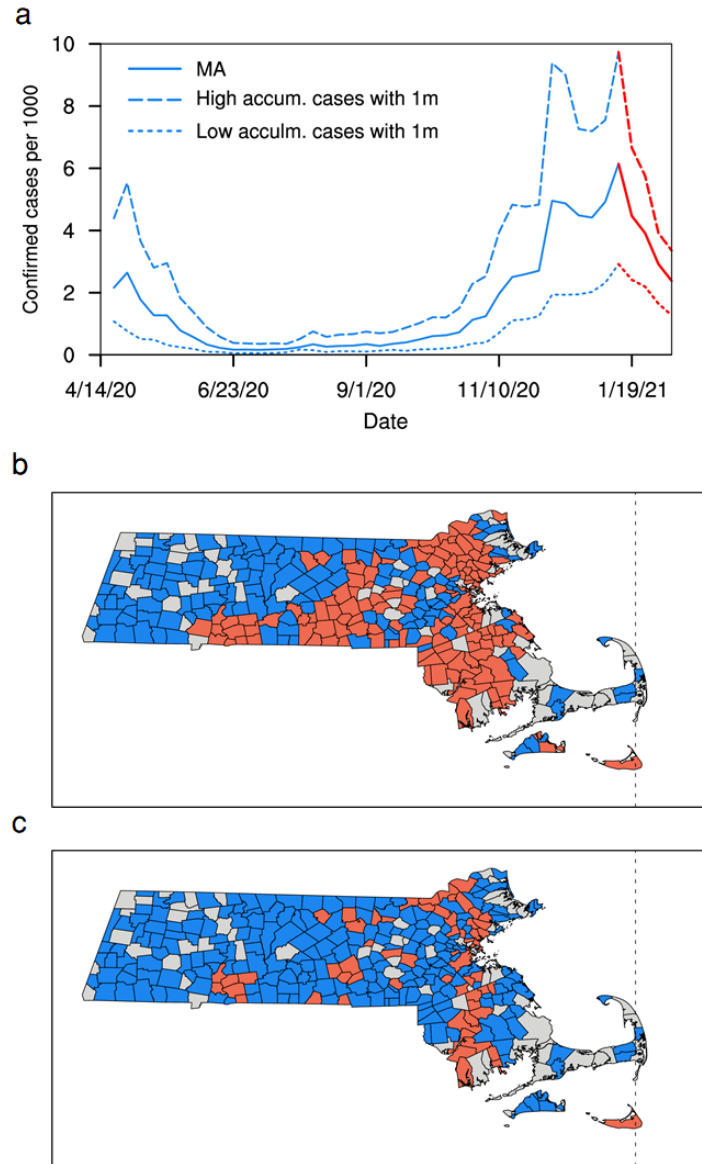 a
Confirmed cases per 1000
10
8
6
4
2
0
MA
High accum. cases with 1m
Low acculm. cases with 1m
4/14/20 6/23/20 9/1/20 11/10/20 1/19/21
Date
b
c